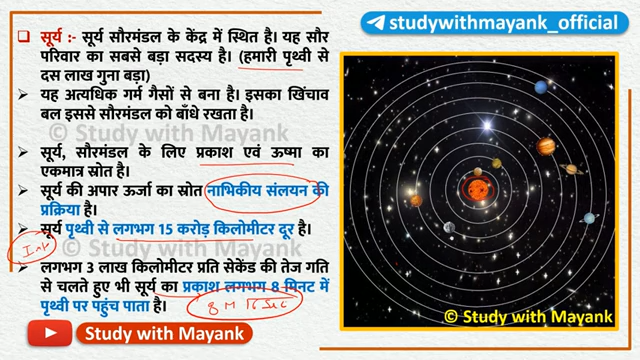 studywithmayank_official
सूर्य :- सूर्य सौरमंडल के केंद्र में स्थित है। यह सौर
परिवार का सबसे बड़ा सदस्य है। (हमारी पृथ्वी से
दस लाख गुना बड़ा)
यह अत्यधिक गर्म गैसों से बना है। इसका खिंचाव
बल इससे सौरमंडल को बाँधे रखता है।
© Study with Mayank
सूर्य, सौरमंडल के लिए प्रकाश एवं ऊष्मा का
एकमात्र स्रोत है।
सूर्य की अपार ऊर्जा का स्रोत नाभिकीय संलयन की
प्रक्रिया है।
सूर्य पृथ्वी से लगभग 15 करोड़ किलोमीटर दूर है।
© Study with Mayank
लगभग 3 लाख किलोमीटर प्रति सेकेंड की तेज गति
से चलते हुए भी सूर्य का प्रकाश लगभग 8 मिनट में
पृथ्वी पर पहुंच पाता है।
8 M 16 Sec
Study with Mayank
© Study with Mayank